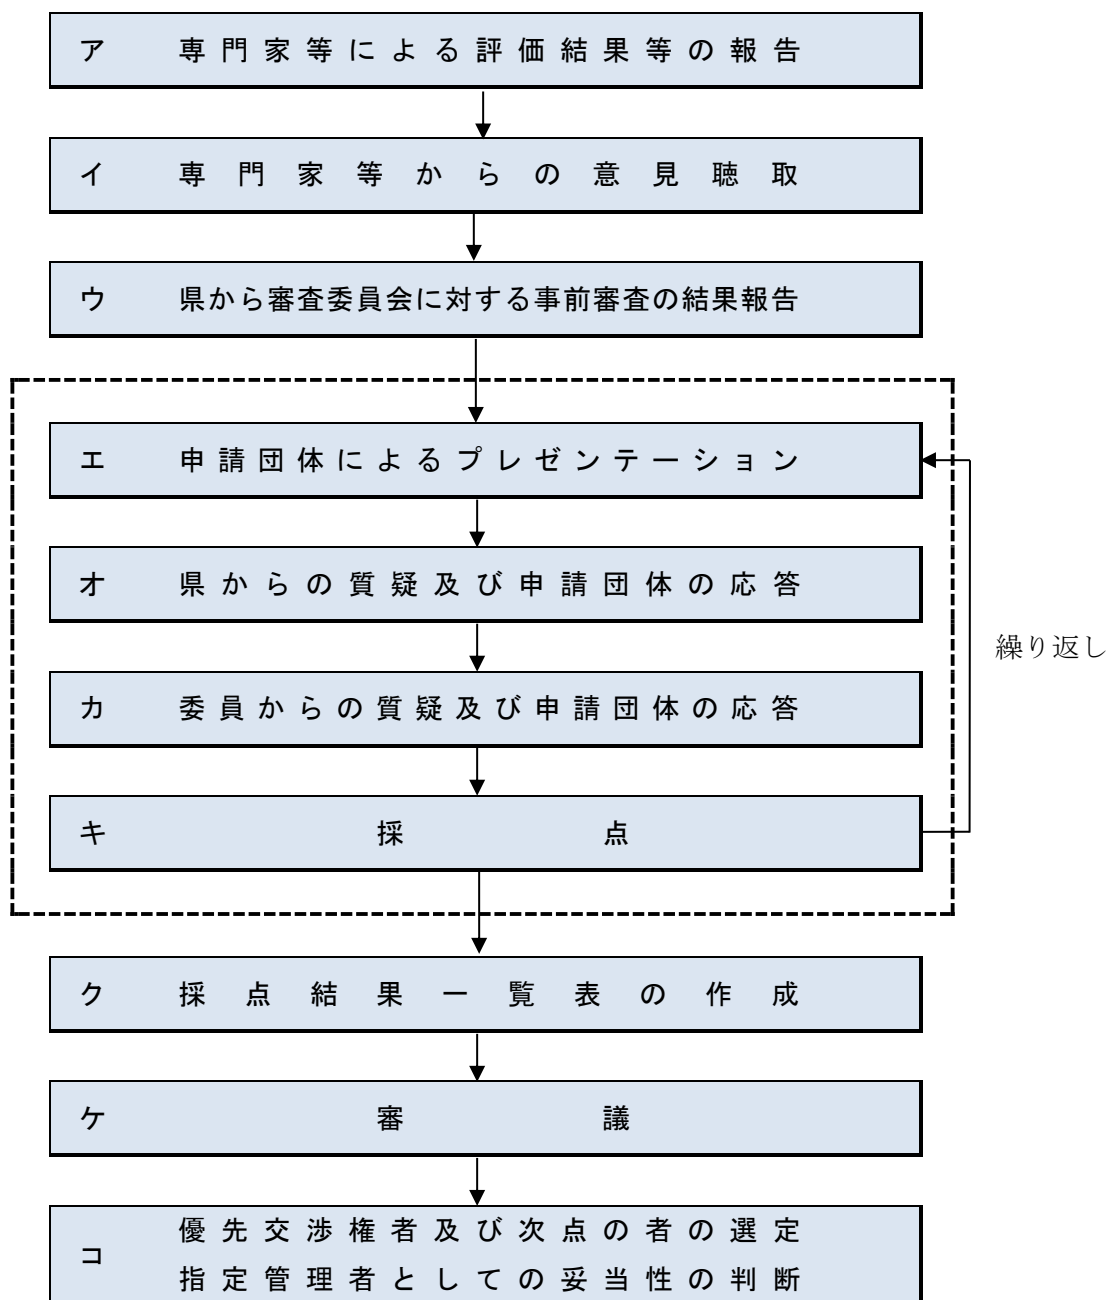 ア 専門家等による評価結果等の報告
イ 専門家等からの意見聴取
ウ 県から審査委員会に対する事前審査の結果報告
エ 申請団体によるプレゼンテーション
オ 県からの質疑及び申請団体の応答
繰り返し
カ 委員からの質疑及び申請団体の応答
キ 採点
ク 採点結果一覧表の作成
ケ 審議
コ 優先交渉権者及び次点の者の選定
指定管理者としての妥当性の判断